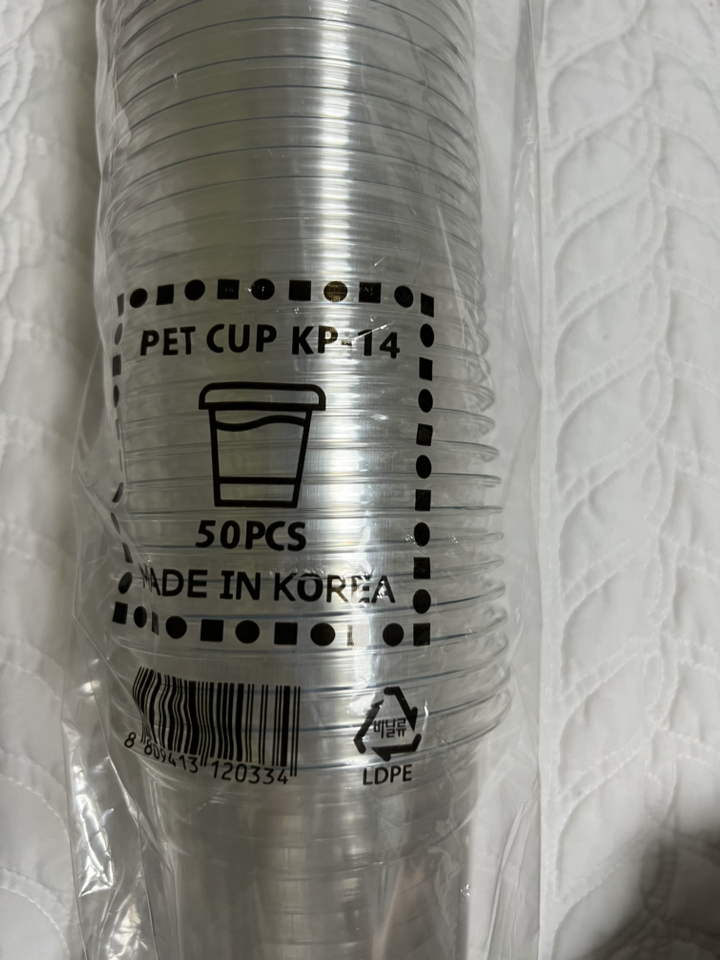 PET CUP KP-14
50PCS
MADE IN KOREA
8 809413 120334
비닐류
LDPE